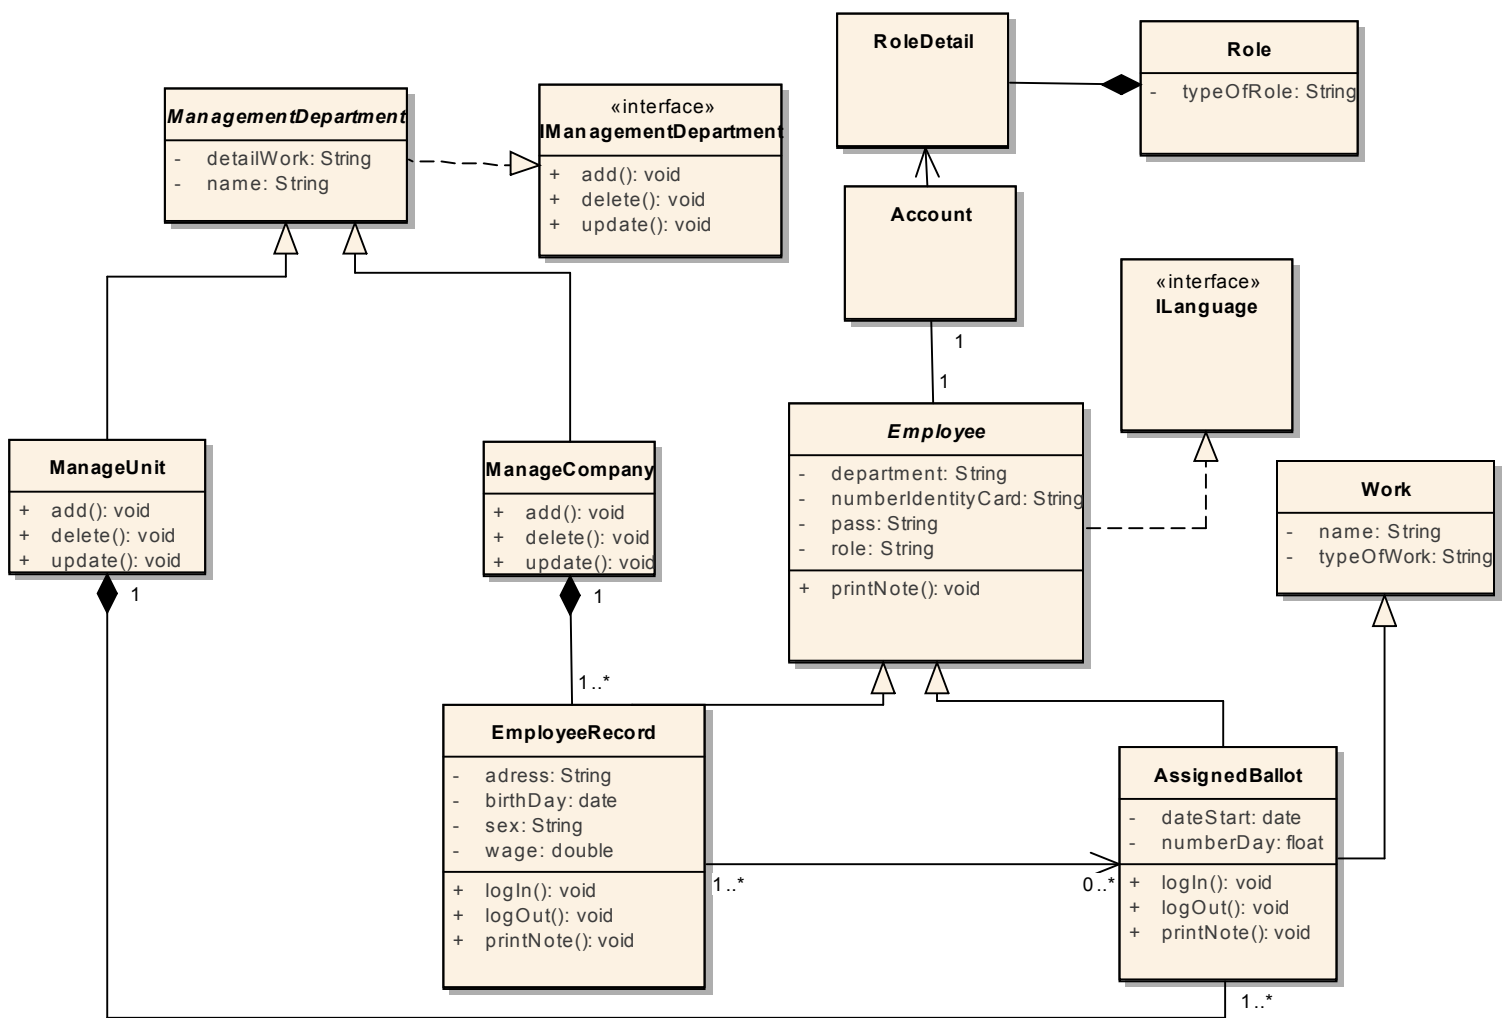 RoleDetail
Role
- typeOfRole: String
ManagementDepartment
- detailWork: String
- name: String
«interface»
IManagementDepartment
+ add(): void
+ delete(): void
+ update(): void
Account
1
1
«interface»
ILanguage
ManageUnit
+ add(): void
+ delete(): void
+ update(): void
1
ManageCompany
+ add(): void
+ delete(): void
+ update(): void
1
1..*
Employee
- department: String
- numberIdentityCard: String
- pass: String
- role: String
+ printNote(): void
Work
- name: String
- typeOfWork: String
EmployeeRecord
- adress: String
- birthDay: date
- sex: String
- wage: double
+ logIn(): void
+ logOut(): void
+ printNote(): void
1..*
0..*
AssignedBallot
- dateStart: date
- numberDay: float
+ logIn(): void
+ logOut(): void
+ printNote(): void
1..*